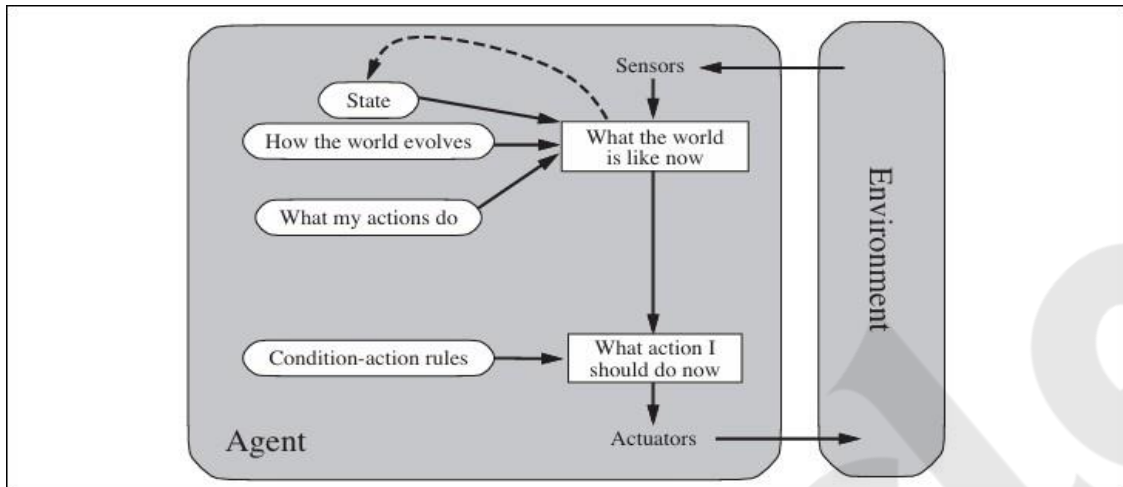 Sensors
State
What the world
is like now
How the world evolves
What my actions do
Environment
Condition-action rules
What action I
should do now
Agent
Actuators